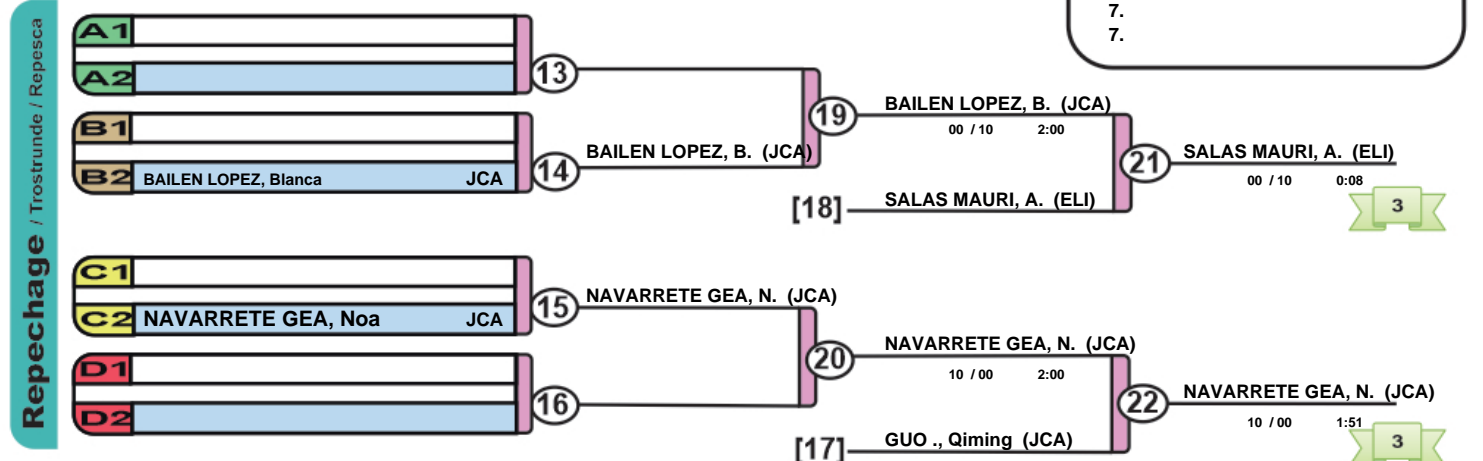 7.
7.
Repechage / Trostrunde / Repesca
A1
A2
13
B1
B2 BAILEN LOPEZ, Blanca JCA
14
BAILEN LOPEZ, B. (JCA)
19
BAILEN LOPEZ, B. (JCA)
00 / 10 2:00
[18] SALAS MAURI, A. (ELI)
21
SALAS MAURI, A. (ELI)
00 / 10 0:08
3
C1
C2 NAVARRETE GEA, Noa JCA
15
NAVARRETE GEA, N. (JCA)
D1
D2
16
20
NAVARRETE GEA, N. (JCA)
10 / 00 2:00
[17] GUO ., Qiming (JCA)
22
NAVARRETE GEA, N. (JCA)
10 / 00 1:51
3